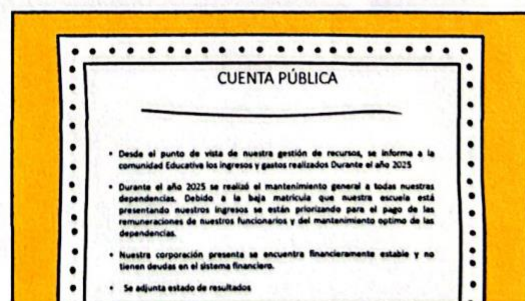 CUENTA PÚBLICA
• Desde el punto de vista de nuestra gestión de recursos, se informa a la
comunidad Educativa los ingresos y gastos realizados Durante el año 2025
• Durante el año 2025 se realizó el mantenimiento general a todas nuestras
dependencias. Debido a la baja matricula que nuestra escuela está
presentando nuestros ingresos se están priorizando para el pago de las
remuneraciones de nuestros funcionarios y del mantenimiento optimo de las
dependencias.
• Nuestra corporación presenta se encuentra financieramente estable y no
tienen deudas en el sistema financiero.
• Se adjunta estado de resultados